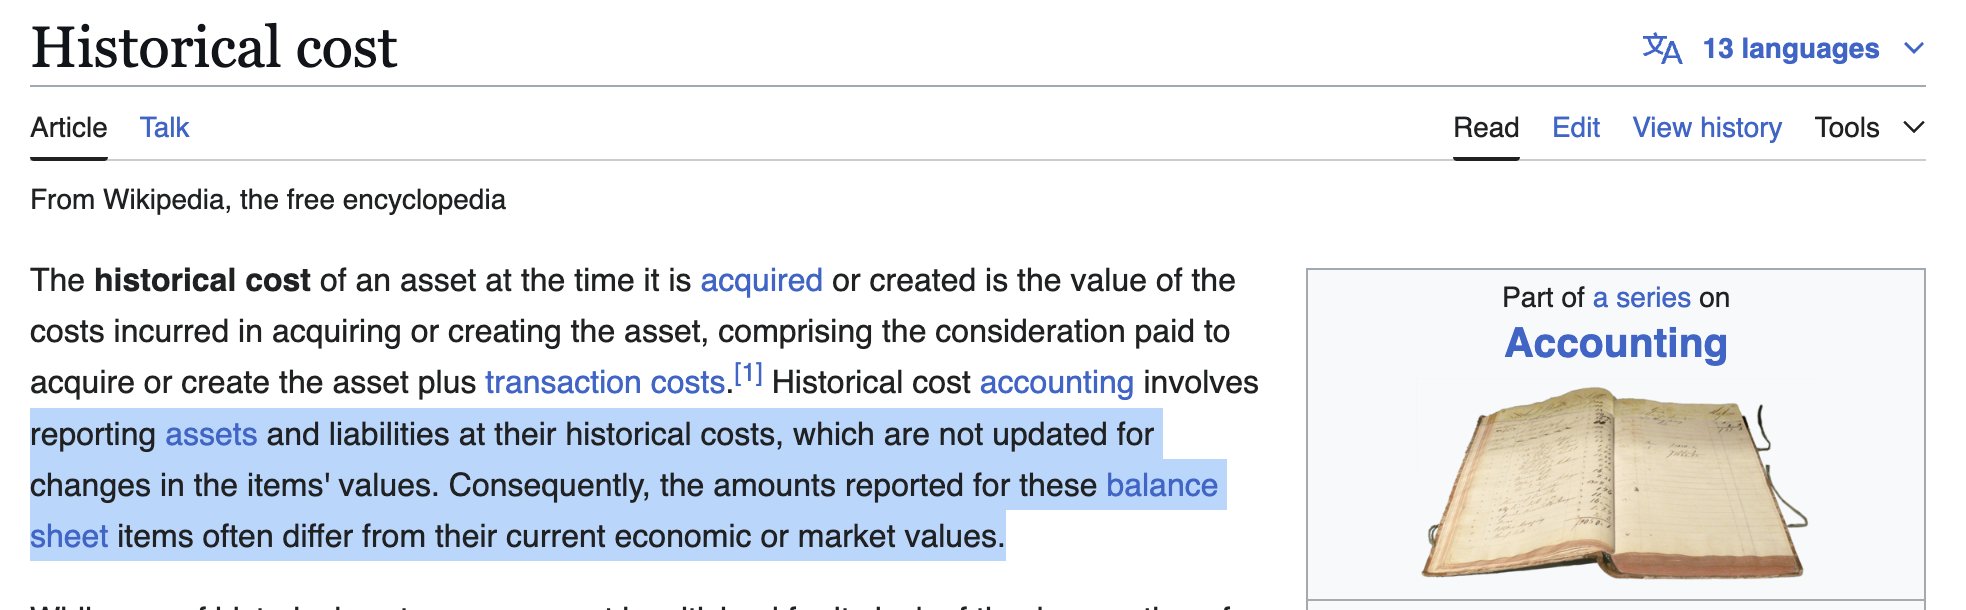 Historical cost
13 languages
Article Talk
Read Edit View history Tools
From Wikipedia, the free encyclopedia
The historical cost of an asset at the time it is acquired or created is the value of the
costs incurred in acquiring or creating the asset, comprising the consideration paid to
acquire or create the asset plus transaction costs.[1] Historical cost accounting involves
reporting assets and liabilities at their historical costs, which are not updated for
changes in the items' values. Consequently, the amounts reported for these balance
sheet items often differ from their current economic or market values.
Part of a series on
Accounting